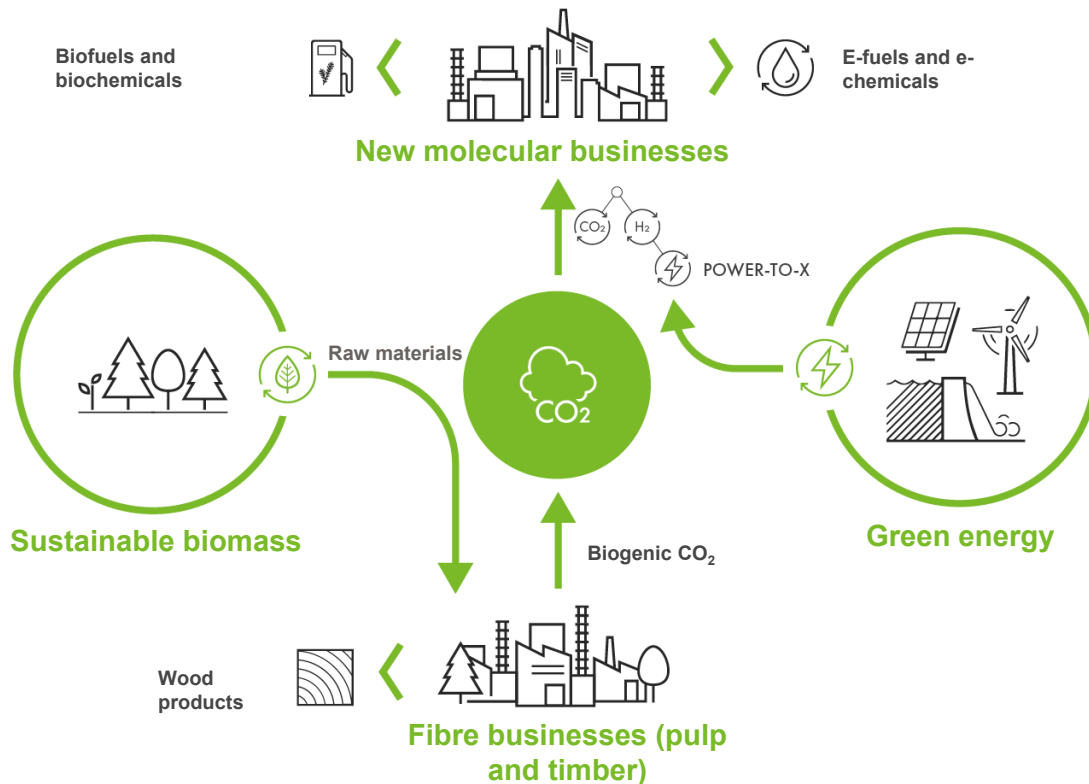 Biofuels and
biochemicals
E-fuels and e-
chemicals
New molecular businesses
CO₂
H₂
POWER-TO-X
Raw materials
CO₂
Sustainable biomass
Green energy
Biogenic CO₂
Wood
products
Fibre businesses (pulp
and timber)